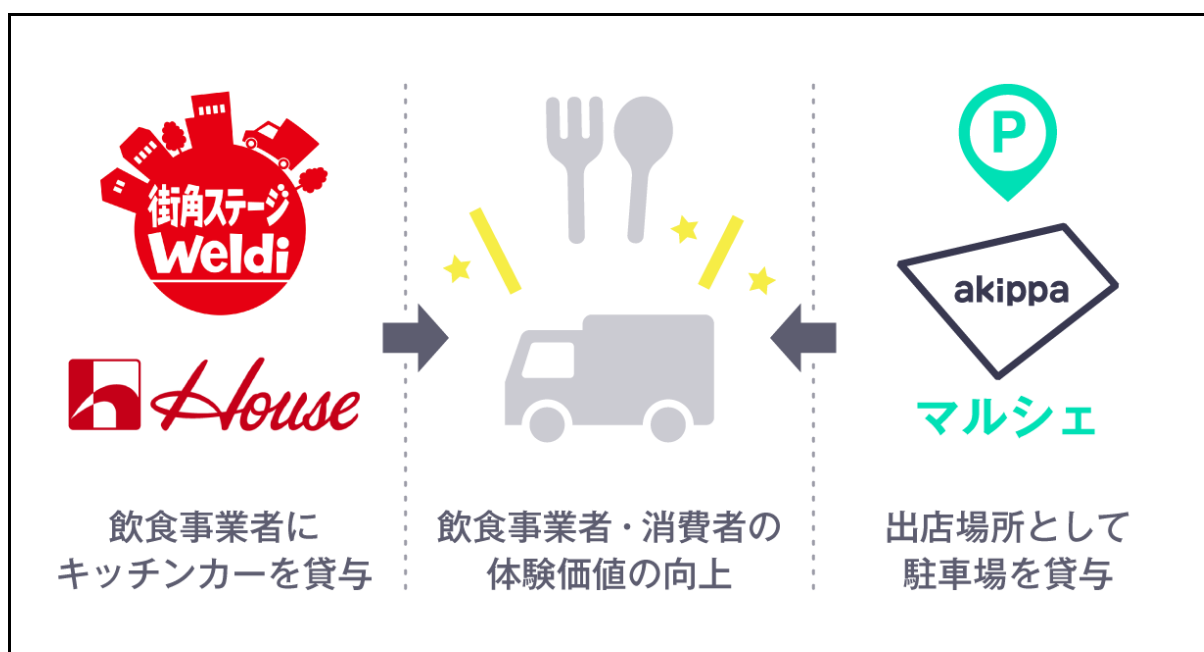 街角ステージ
Weldi
House
飲食事業者に
キッチンカーを貸与
飲食事業者・消費者の
体験価値の向上
P
akippa
マルシェ
出店場所として
駐車場を貸与